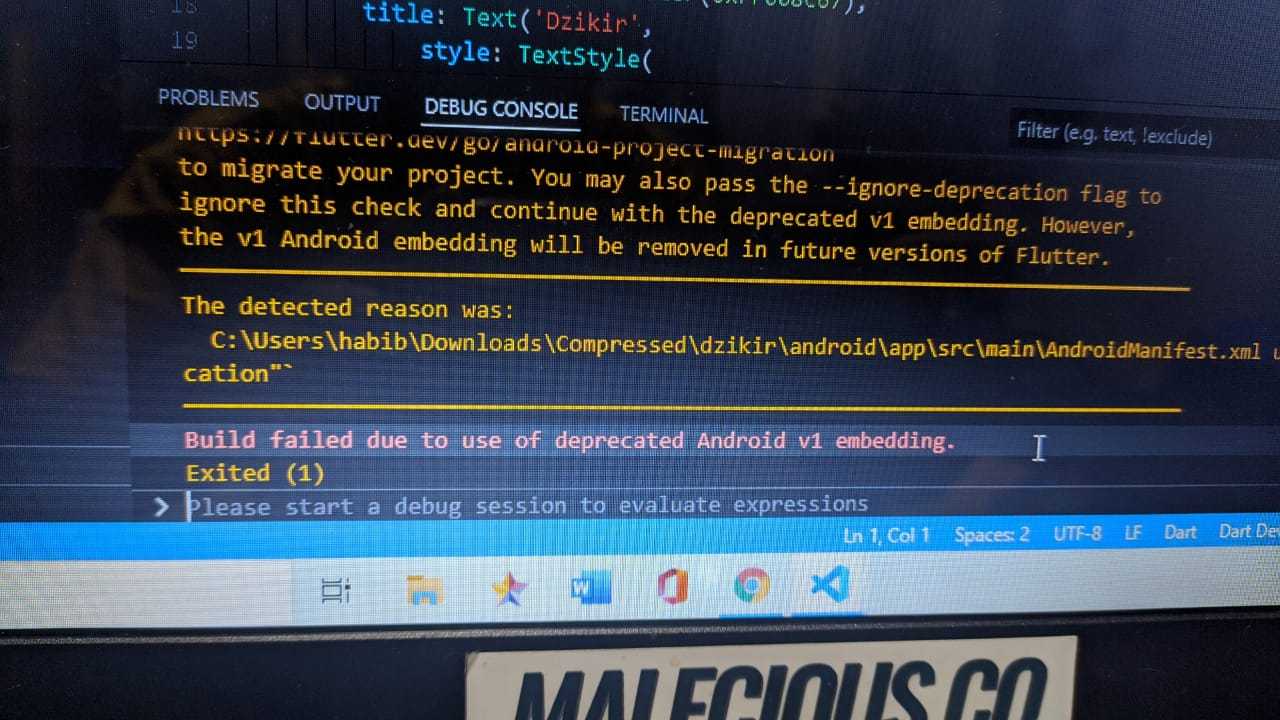 18
title: Text('Dzikir',
19
style: TextStyle(
PROBLEMS OUTPUT DEBUG CONSOLE TERMINAL
Filter (e.g. text, !exclude)
https://flutter.dev/go/android-project-migration
to migrate your project. You may also pass the --ignore-deprecation flag to
ignore this check and continue with the deprecated v1 embedding. However,
the v1 Android embedding will be removed in future versions of Flutter.
The detected reason was:
C:\Users\habib\Downloads\Compressed\dzikir\android\app\src\main\AndroidManifest.xml u
cation"`
Build failed due to use of deprecated Android v1 embedding.
Exited (1)
Please start a debug session to evaluate expressions
Ln 1, Col 1 Spaces: 2 UTF-8 LF Dart Dart De
W
MALECIOUS CO